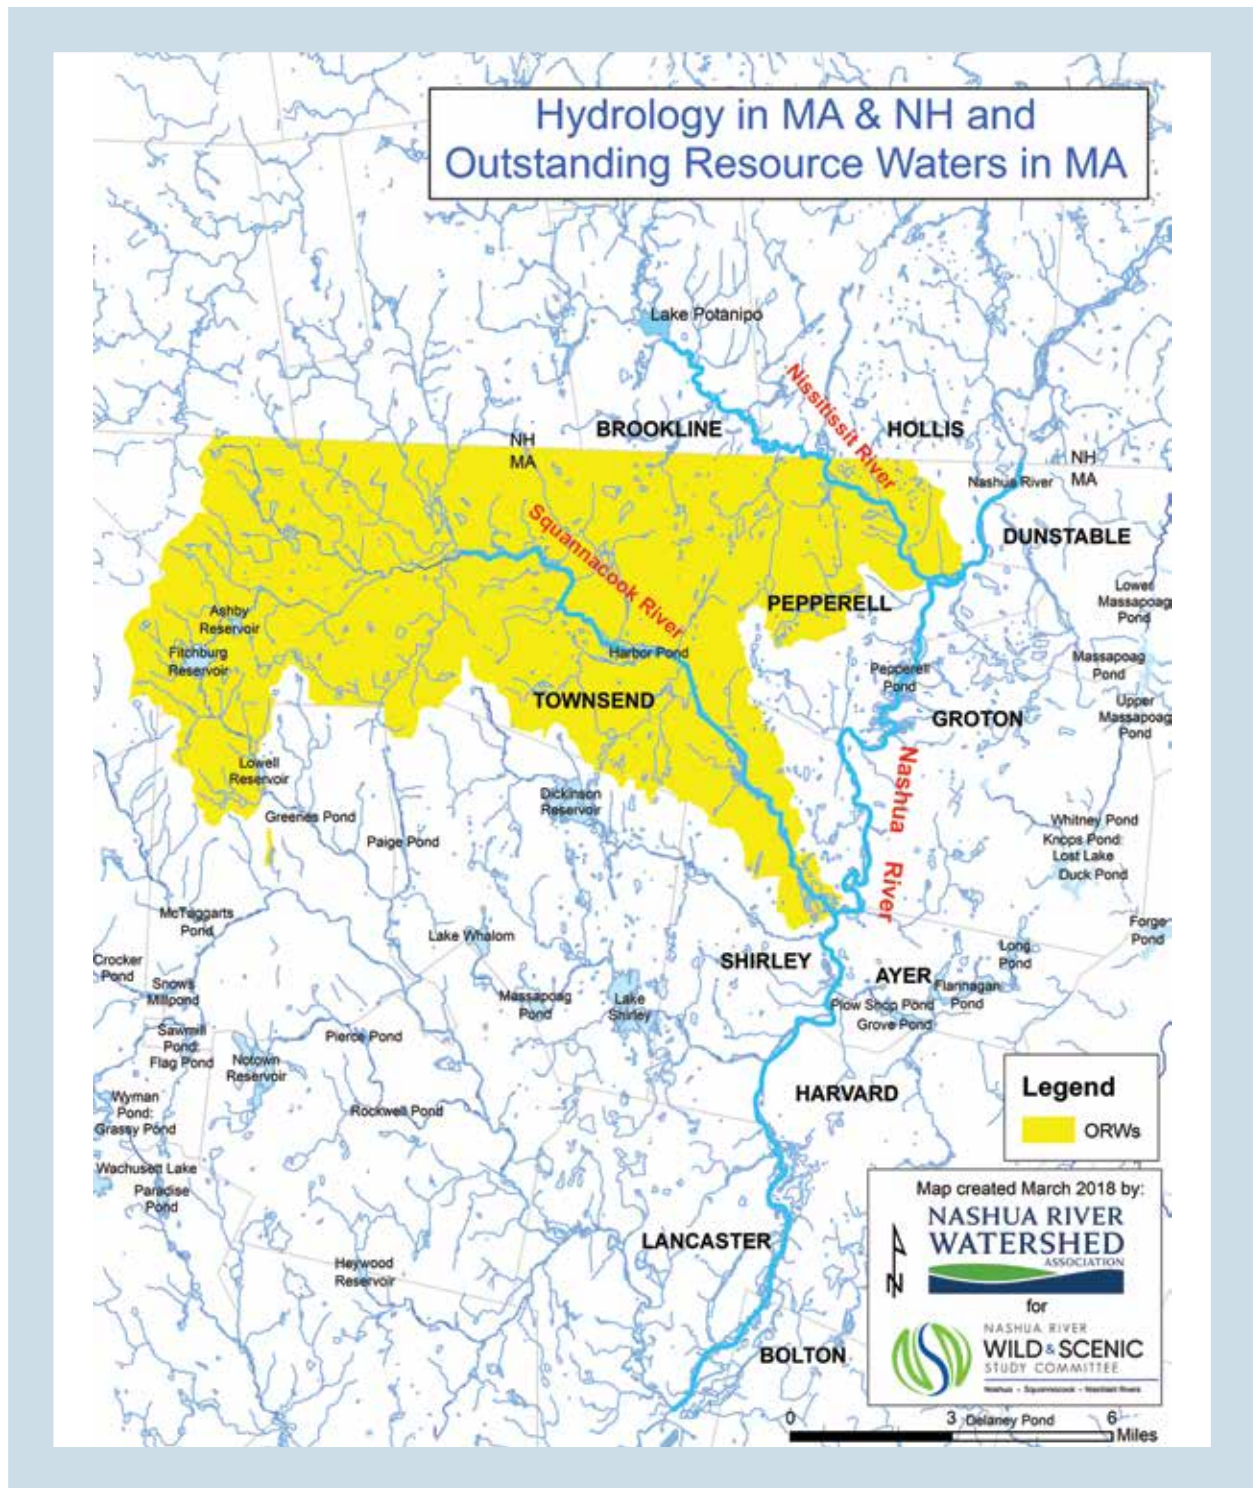 Hydrology in MA & NH and
Outstanding Resource Waters in MA
Lake Potanipo
Nissitissit River
BROOKLINE
HOLLIS
NH
MA
NH
MA
Nashua River
Squannacook River
DUNSTABLE
Lower
Massapoag
Pond
PEPPERELL
Ashby
Reservoir
Fitchburg
Reservoir
Harbor Pond
Pepperell
Pond
Massapoag
Pond
TOWNSEND
GROTON
Upper
Massapoag
Pond
Nashua River
Lowell
Reservoir
Dickinson
Reservoir
Greenes Pond
Paige Pond
Whitney Pond
Knops Pond:
Lost Lake
Duck Pond
McTaggarts
Pond
Lake Whalom
Forge
Pond
Long
Pond
Crocker
Pond
SHIRLEY
AYER
Flannagan
Pond
Snows
Millpond
Massapoag
Pond
Lake
Shirley
Plow Shop Pond
Grove Pond
Sawmill
Pond:
Flag Pond
Pierce Pond
Notown
Reservoir
HARVARD
Wyman
Pond:
Grassy Pond
Rockwell Pond
Wachusett Lake
Paradise
Pond
LANCASTER
Heywood
Reservoir
BOLTON
Legend
ORWs
Map created March 2018 by:
NASHUA RIVER
WATERSHED
ASSOCIATION
for
NASHUA RIVER
WILD & SCENIC
STUDY COMMITTEE
Nashua - Squannacook - Nissitissit Rivers
N
0 3 Delaney Pond 6
Miles